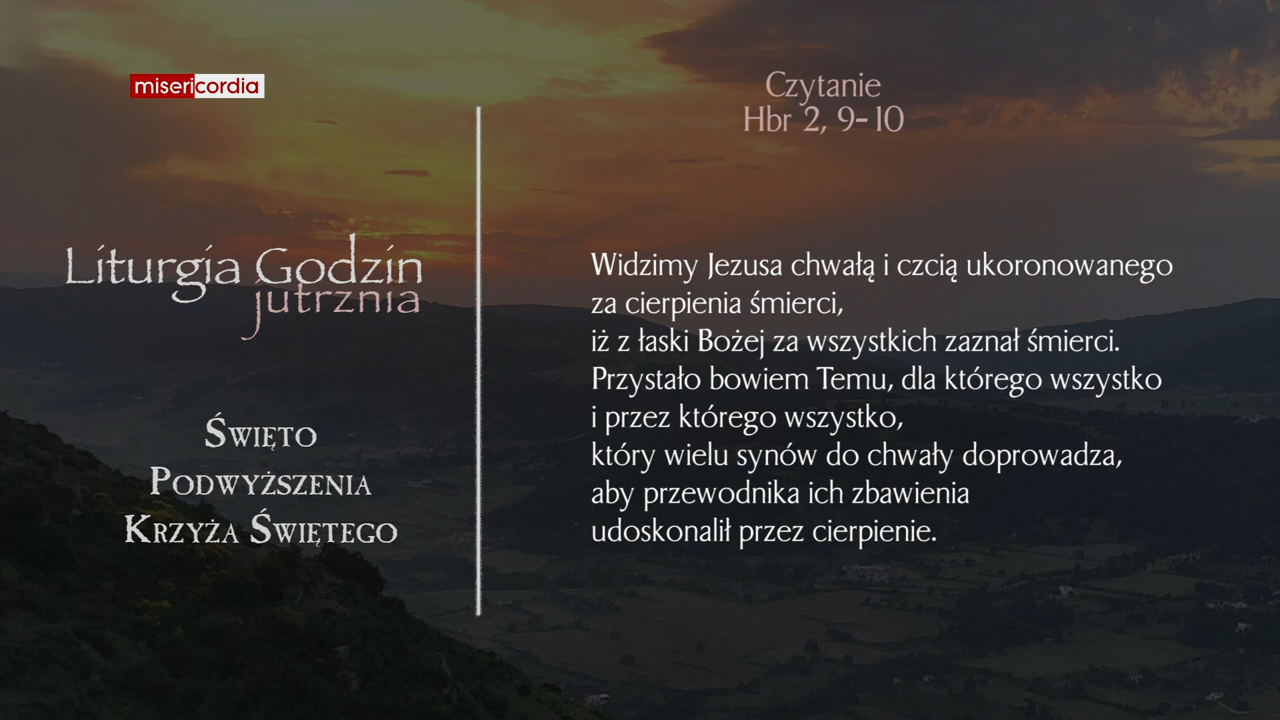 misericordia
Liturgia Godzin
jutrznia
Święto
Podwyższenia
Krzyża Świętego
Czytanie
Hbr 2, 9-10
Widzimy Jezusa chwałą i czcią ukoronowanego
za cierpienia śmierci,
iż z łaski Bożej za wszystkich zaznał śmierci.
Przystało bowiem Temu, dla którego wszystko
i przez którego wszystko,
który wielu synów do chwały doprowadza,
aby przewodnika ich zbawienia
udoskonalił przez cierpienie.